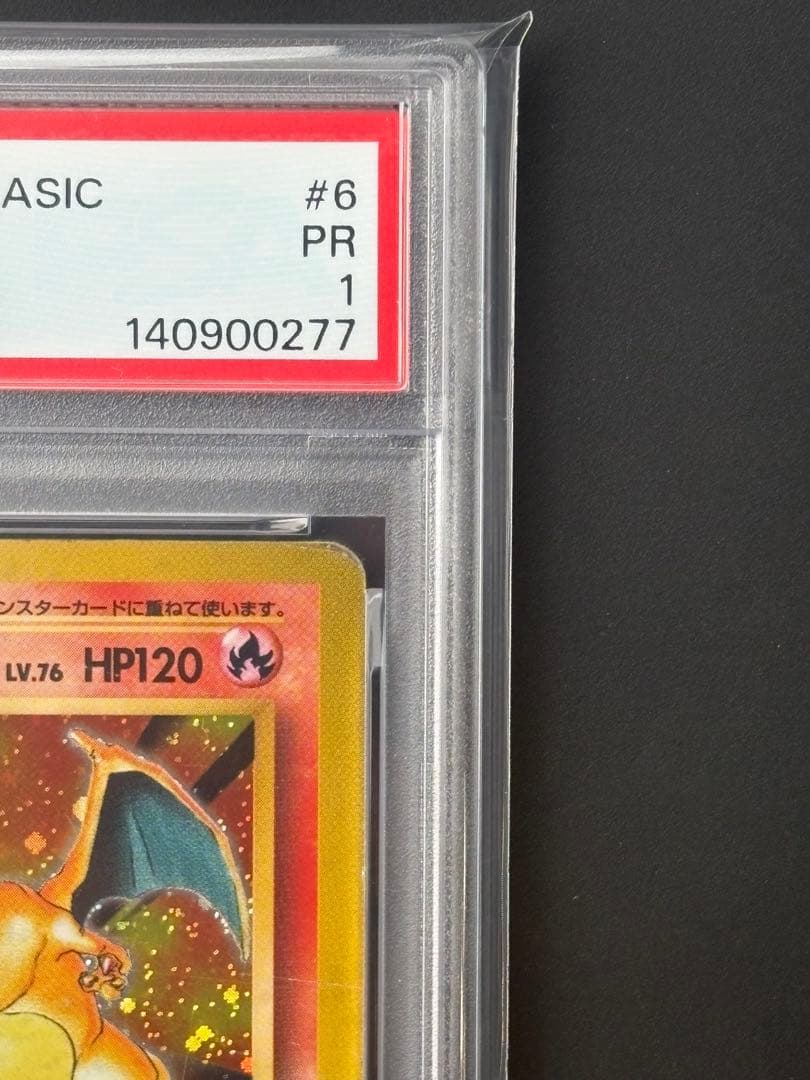 ASIC #6
PR
1
140900277
ンスターカードに重ねて使います。
LV.76 HP120